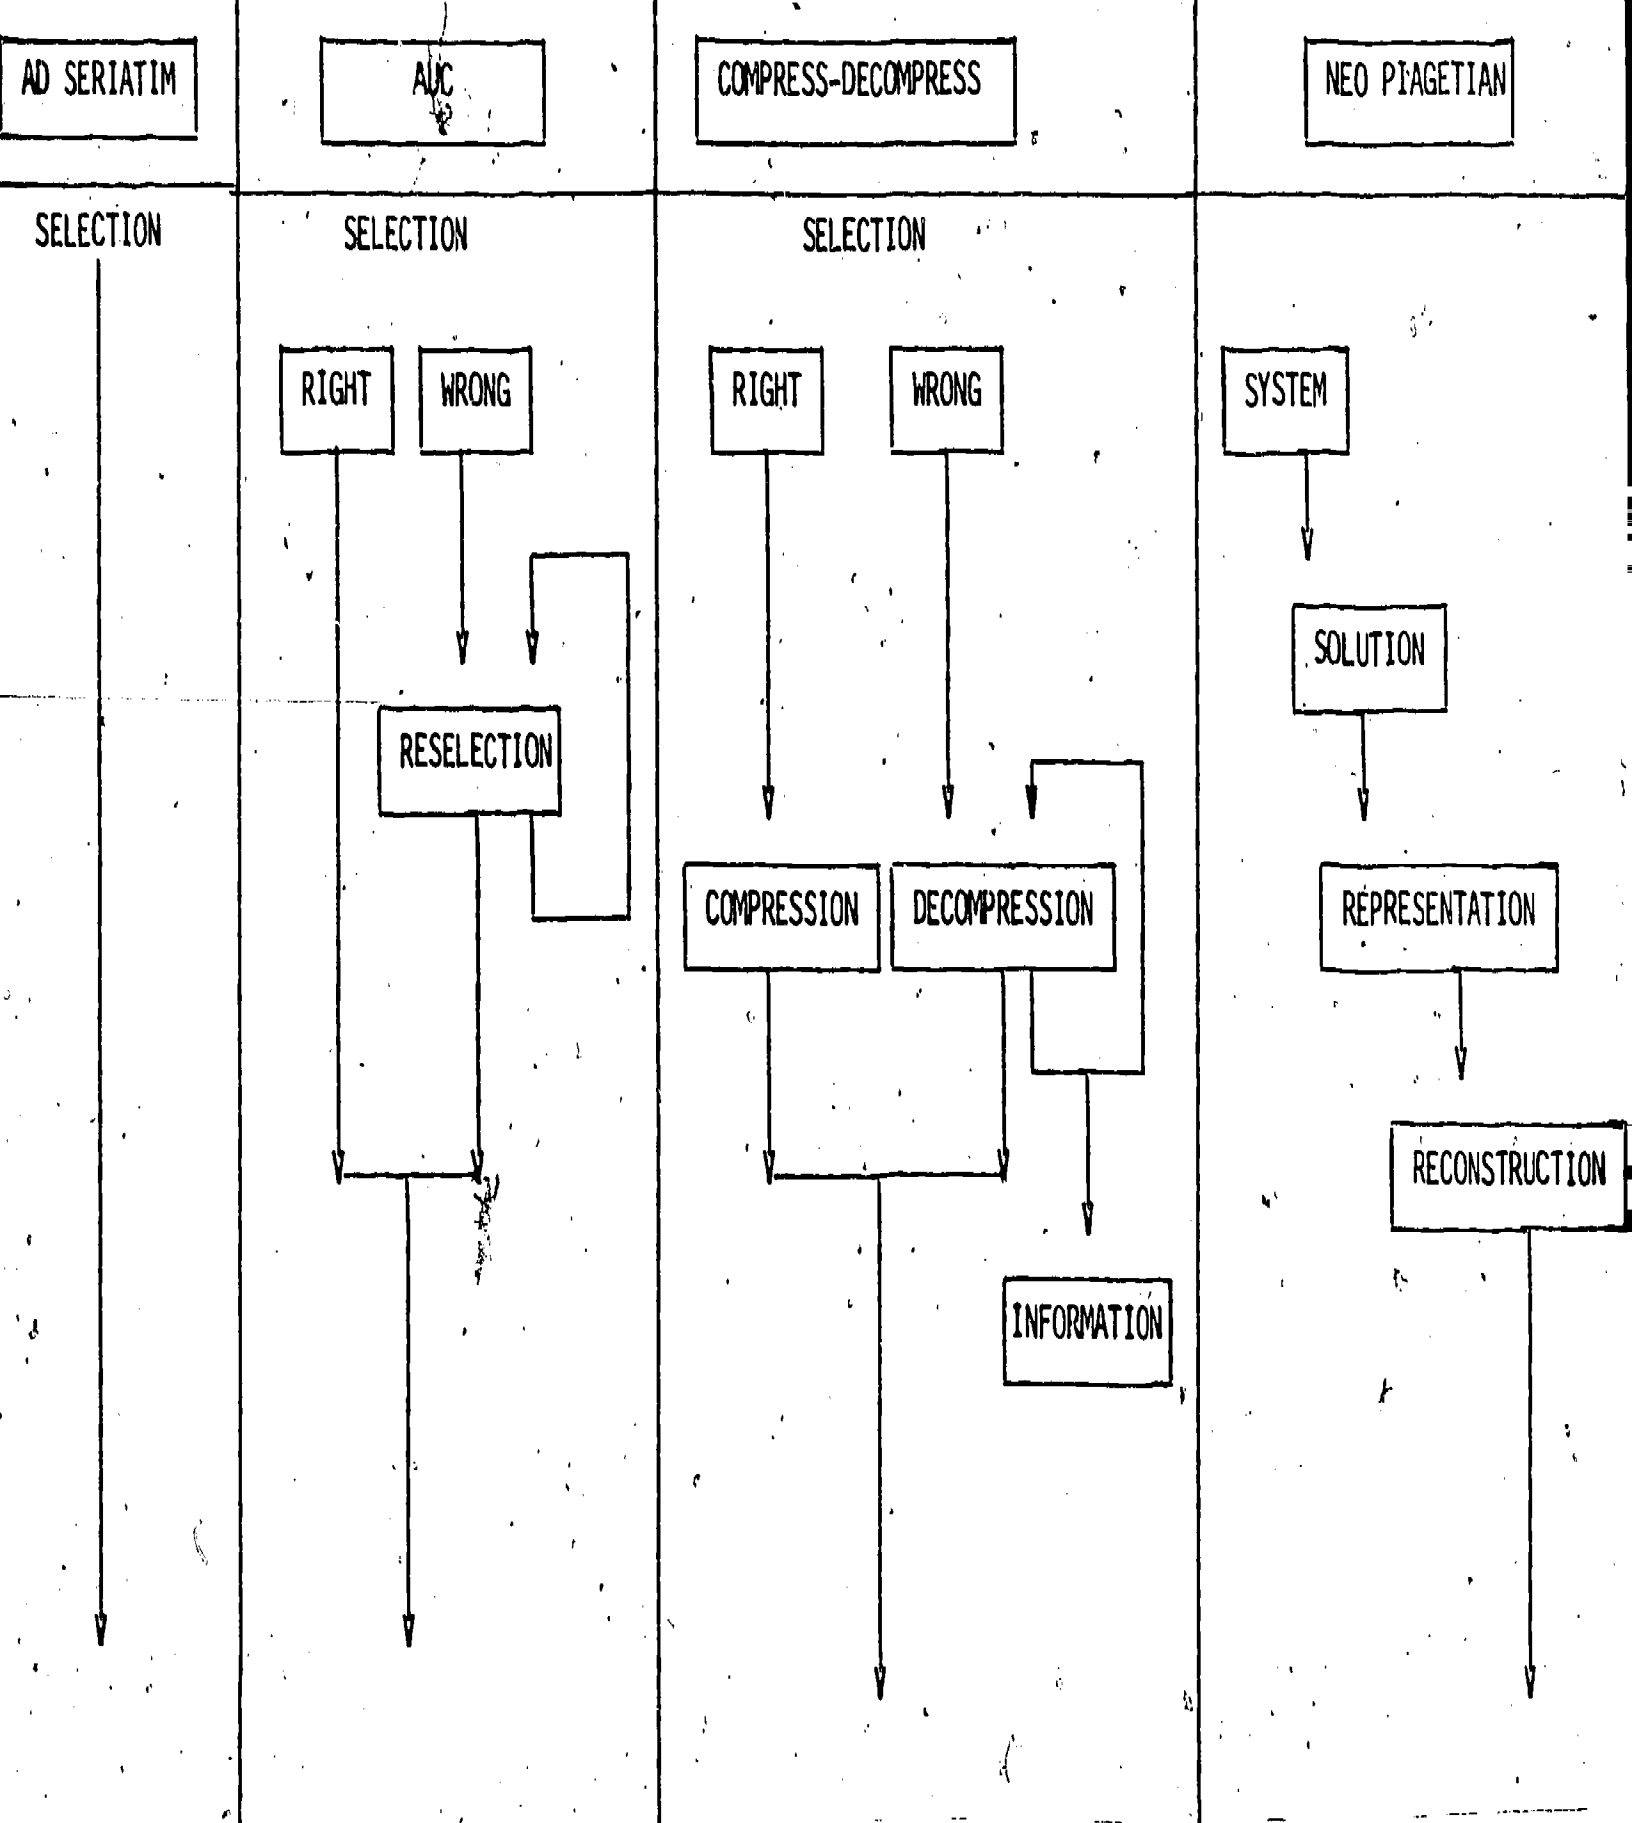 AD SERIATIM
AUC
COMPRESS-DECOMPRESS
NEO PIAGETIAN
SELECTION
SELECTION
SELECTION
RIGHT
WRONG
RIGHT
WRONG
SYSTEM
SOLUTION
RESELECTION
COMPRESSION
DECOMPRESSION
REPRESENTATION
RECONSTRUCTION
INFORMATION